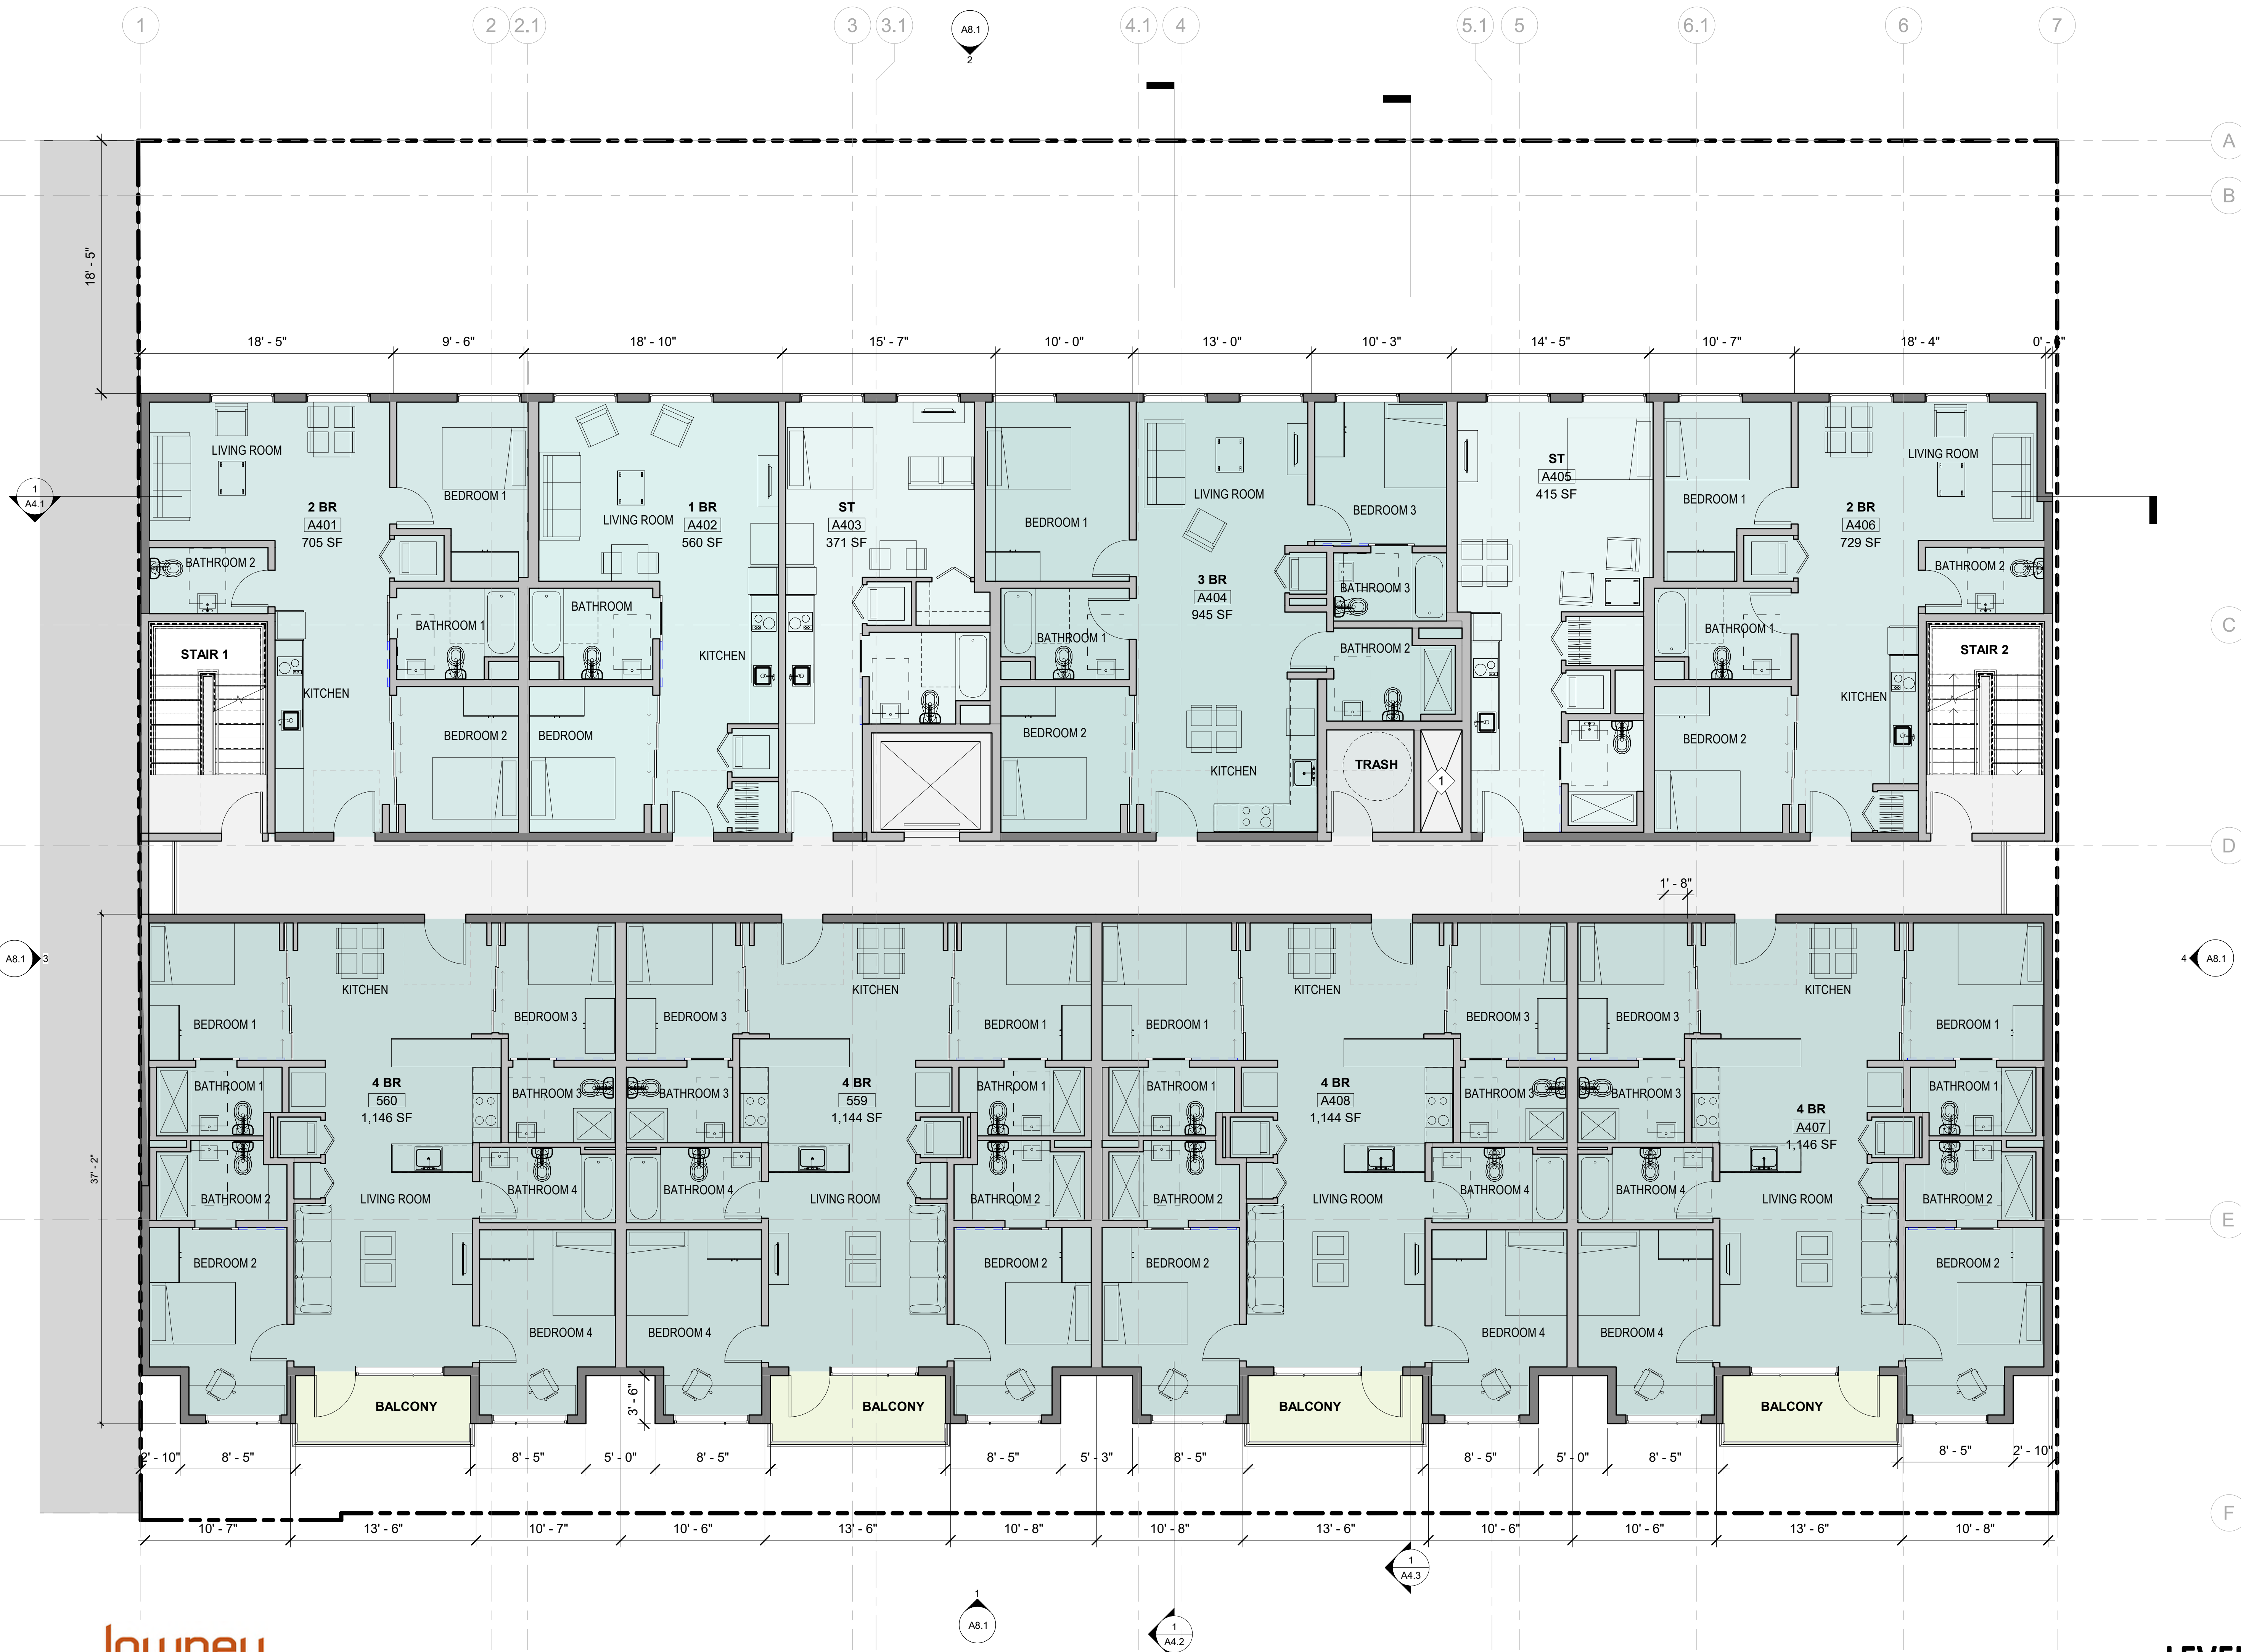 1 2 2.1 3 3.1 4.1 4 5.1 5 6.1 6 7
A8.1
2
A
B
18' - 5"
18' - 5" 9' - 6" 18' - 10" 15' - 7" 10' - 0" 13' - 0" 10' - 3" 14' - 5" 10' - 7" 18' - 4"
LIVING ROOM
2 BR
A401
705 SF
BEDROOM 1
BATHROOM 2
BATHROOM 1
STAIR 1
KITCHEN
BEDROOM 2
LIVING ROOM
1 BR
A402
560 SF
BATHROOM
KITCHEN
BEDROOM
ST
A403
371 SF
BEDROOM 1
LIVING ROOM
BEDROOM 3
3 BR
A404
945 SF
BATHROOM 3
BATHROOM 1
BATHROOM 2
BEDROOM 2
KITCHEN
TRASH
1
ST
A405
415 SF
BEDROOM 1
LIVING ROOM
2 BR
A406
729 SF
BATHROOM 2
BATHROOM 1
STAIR 2
KITCHEN
BEDROOM 2
1
A4.1
C
D
1' - 8"
A8.1
3
4
A8.1
37' - 2"
KITCHEN
BEDROOM 1
BEDROOM 3
4 BR
560
1,146 SF
BATHROOM 1
BATHROOM 3
BATHROOM 2
BATHROOM 4
LIVING ROOM
BEDROOM 2
BEDROOM 4
BALCONY
KITCHEN
BEDROOM 3
BEDROOM 1
4 BR
559
1,144 SF
BATHROOM 3
BATHROOM 1
BATHROOM 4
BATHROOM 2
LIVING ROOM
BEDROOM 2
BEDROOM 4
BALCONY
KITCHEN
BEDROOM 1
BEDROOM 3
4 BR
A408
1,144 SF
BATHROOM 1
BATHROOM 3
BATHROOM 2
BATHROOM 4
LIVING ROOM
BEDROOM 2
BEDROOM 4
BALCONY
KITCHEN
BEDROOM 3
BEDROOM 1
4 BR
A407
1,146 SF
BATHROOM 3
BATHROOM 1
BATHROOM 4
BATHROOM 2
LIVING ROOM
BEDROOM 2
BEDROOM 4
BALCONY
E
3' - 6"
2' - 10" 8' - 5" 8' - 5" 5' - 0" 8' - 5" 8' - 5" 5' - 3" 8' - 5" 8' - 5" 5' - 0" 8' - 5" 8' - 5" 2' - 10"
F
10' - 7" 13' - 6" 10' - 7" 10' - 6" 13' - 6" 10' - 8" 10' - 8" 13' - 6" 10' - 6" 10' - 6" 13' - 6" 10' - 8"
1
A4.3
1
A8.1
1
A4.2
lowney